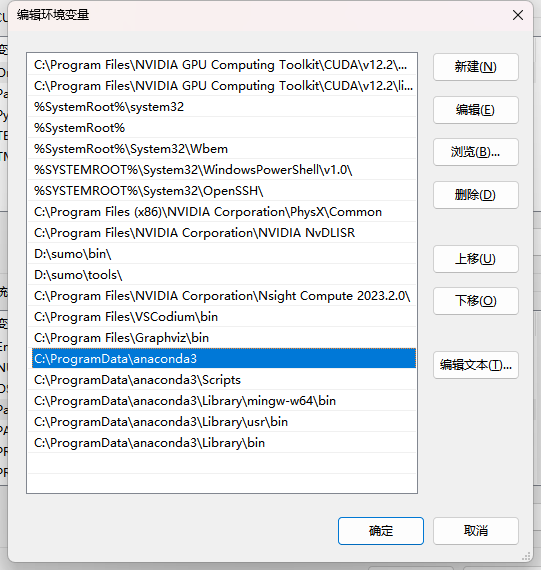 编辑环境变量
C:\Program Files\NVIDIA GPU Computing Toolkit\CUDA\v12.2\...
C:\Program Files\NVIDIA GPU Computing Toolkit\CUDA\v12.2\li...
%SystemRoot%\system32
%SystemRoot%
%SystemRoot%\System32\Wbem
%SYSTEMROOT%\System32\WindowsPowerShell\v1.0\
%SYSTEMROOT%\System32\OpenSSH\
C:\Program Files (x86)\NVIDIA Corporation\PhysX\Common
C:\Program Files\NVIDIA Corporation\NVIDIA NvDLISR
D:\sumo\bin\
D:\sumo\tools\
C:\Program Files\NVIDIA Corporation\Nsight Compute 2023.2.0\
C:\Program Files\VSCodium\bin
C:\Program Files\Graphviz\bin
C:\ProgramData\anaconda3
C:\ProgramData\anaconda3\Scripts
C:\ProgramData\anaconda3\Library\mingw-w64\bin
C:\ProgramData\anaconda3\Library\usr\bin
C:\ProgramData\anaconda3\Library\bin
新建(N)
编辑(E)
浏览(B)...
删除(D)
上移(U)
下移(O)
编辑文本(T)...
确定
取消